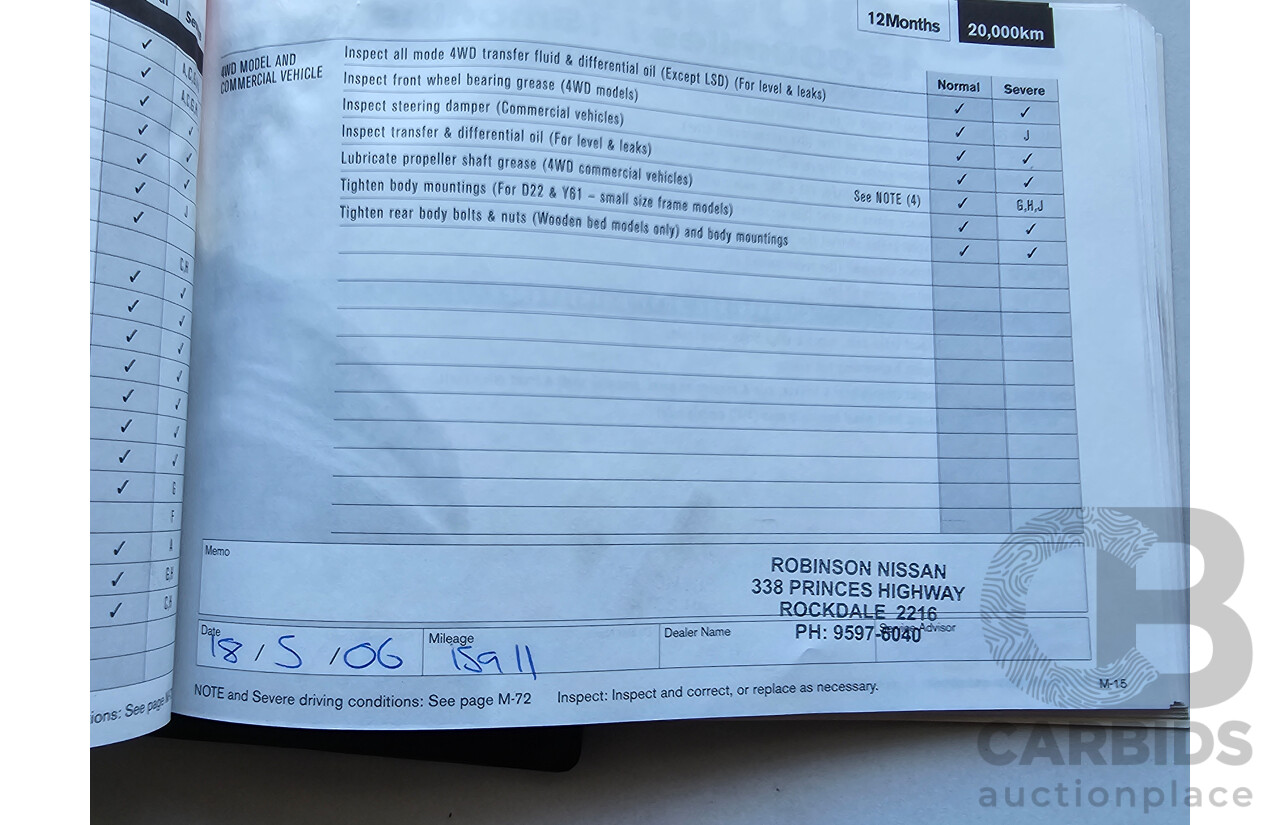 12Months 20,000km
4WD MODEL AND
COMMERCIAL VEHICLE
Normal Severe
Inspect all mode 4WD transfer fluid & differential oil (Except LSD) (For level & leaks) ✓ ✓
Inspect front wheel bearing grease (4WD models) ✓ J
Inspect steering damper (Commercial vehicles) ✓ ✓
Inspect transfer & differential oil (For level & leaks) ✓ ✓
Lubricate propeller shaft grease (4WD commercial vehicles) See NOTE (4) ✓ G,H,J
Tighten body mountings (For D22 & Y61 – small size frame models) ✓ ✓
Tighten rear body bolts & nuts (Wooden bed models only) and body mountings ✓ ✓
Memo
ROBINSON NISSAN
338 PRINCES HIGHWAY
ROCKDALE 2216
PH: 9597-6040
Date
18/5/06
Mileage
15911
Dealer Name
Service Advisor
NOTE and Severe driving conditions: See page M-72 Inspect: Inspect and correct, or replace as necessary.
M-15
ions: See page
CB
CARBIDS
auctionplace